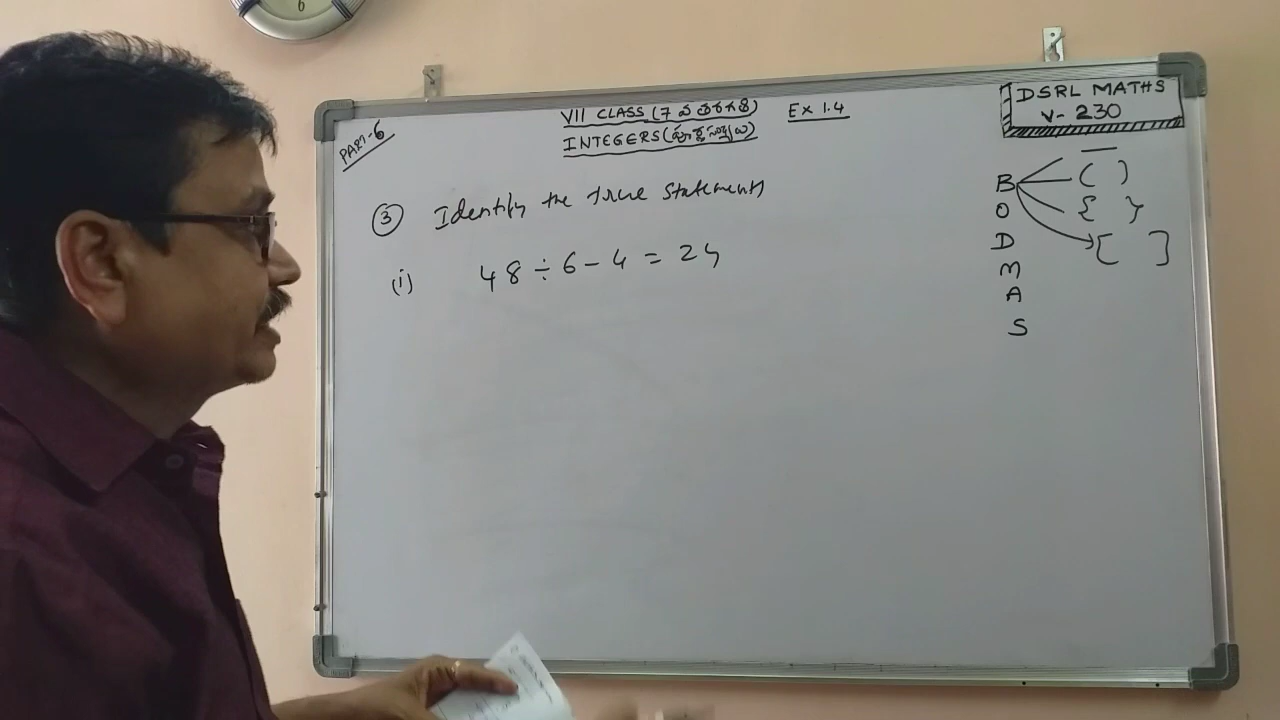 PART-6
VII CLASS (7 వ తరగతి) EX 1.4
INTEGERS (పూర్ణసంఖ్యలు)
DSRL MATHS
V- 230
③ Identify the true statements
(i) 48 ÷ 6 - 4 = 24
B ( )
O { }
D [ ]
M
A
S
6